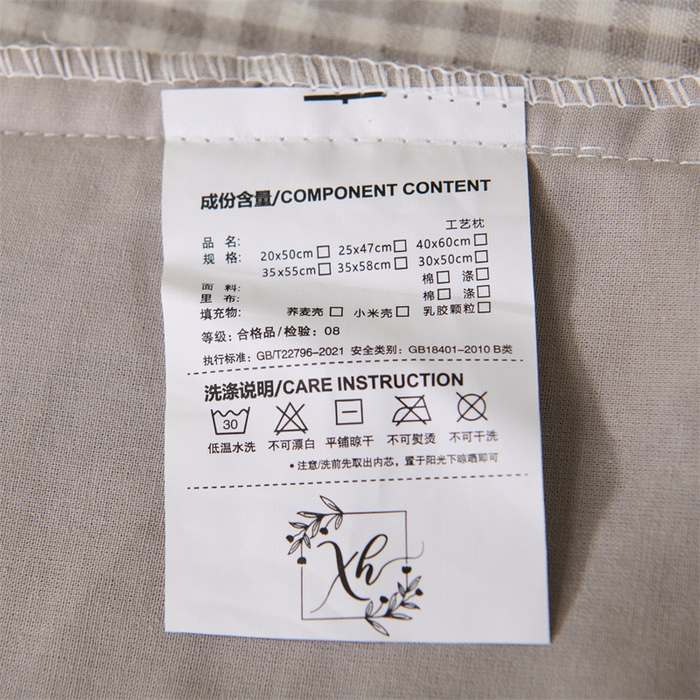 成份含量/COMPONENT CONTENT
品 名: 工艺枕
规 格: 20x50cm□ 25x47cm□ 40x60cm□
35x55cm□ 35x58cm□ 30x50cm□
面 料: 棉□ 涤□
里 布: 棉□ 涤□
填充物: 荞麦壳□ 小米壳□ 乳胶颗粒□
等级: 合格品/检验: 08
执行标准: GB/T22796-2021 安全类别: GB18401-2010 B类
洗涤说明/CARE INSTRUCTION
30
低温水洗 不可漂白 平铺晾干 不可熨烫 不可干洗
•注意/洗前先取出内芯，置于阳光下晾晒即可
Xh